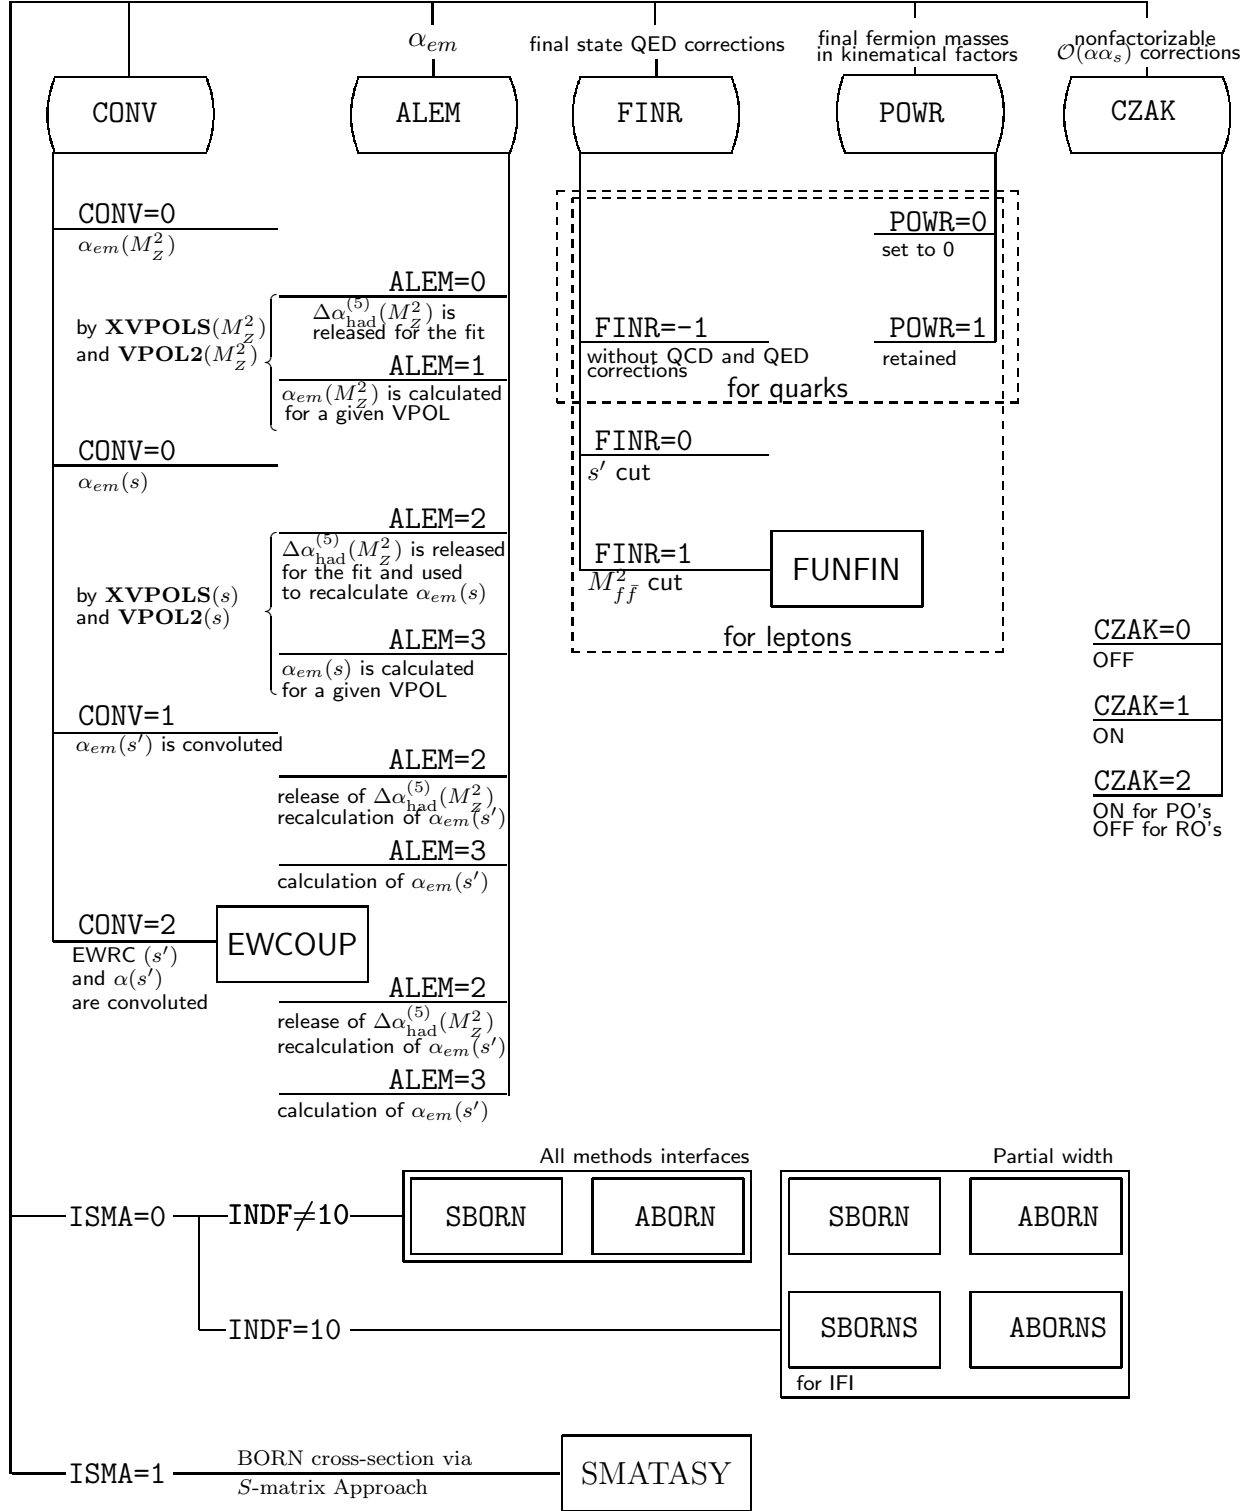 α_em
final state QED corrections
final fermion masses
in kinematical factors
nonfactorizable
𝒪(αα_s) corrections
CONV
ALEM
FINR
POWR
CZAK
CONV=0
α_em(M_Z^2)
by XVPOLS(M_Z^2)
and VPOL2(M_Z^2)
ALEM=0
Δα_had^(5)(M_Z^2) is
released for the fit
ALEM=1
α_em(M_Z^2) is calculated
for a given VPOL
CONV=0
α_em(s)
by XVPOLS(s)
and VPOL2(s)
ALEM=2
Δα_had^(5)(M_Z^2) is released
for the fit and used
to recalculate α_em(s)
ALEM=3
α_em(s) is calculated
for a given VPOL
CONV=1
α_em(s′) is convoluted
ALEM=2
release of Δα_had^(5)(M_Z^2)
recalculation of α_em(s′)
ALEM=3
calculation of α_em(s′)
CONV=2
EWRC (s′)
and α(s′)
are convoluted
EWCOUP
ALEM=2
release of Δα_had^(5)(M_Z^2)
recalculation of α_em(s′)
ALEM=3
calculation of α_em(s′)
POWR=0
set to 0
FINR=-1
without QCD and QED
corrections
POWR=1
retained
for quarks
FINR=0
s′ cut
FINR=1
M_{ff̄}^2 cut
FUNFIN
for leptons
CZAK=0
OFF
CZAK=1
ON
CZAK=2
ON for PO's
OFF for RO's
All methods interfaces
Partial width
ISMA=0
INDF≠10
SBORN
ABORN
SBORN
ABORN
INDF=10
SBORNS
ABORNS
for IFI
ISMA=1
BORN cross-section via
S-matrix Approach
SMATASY